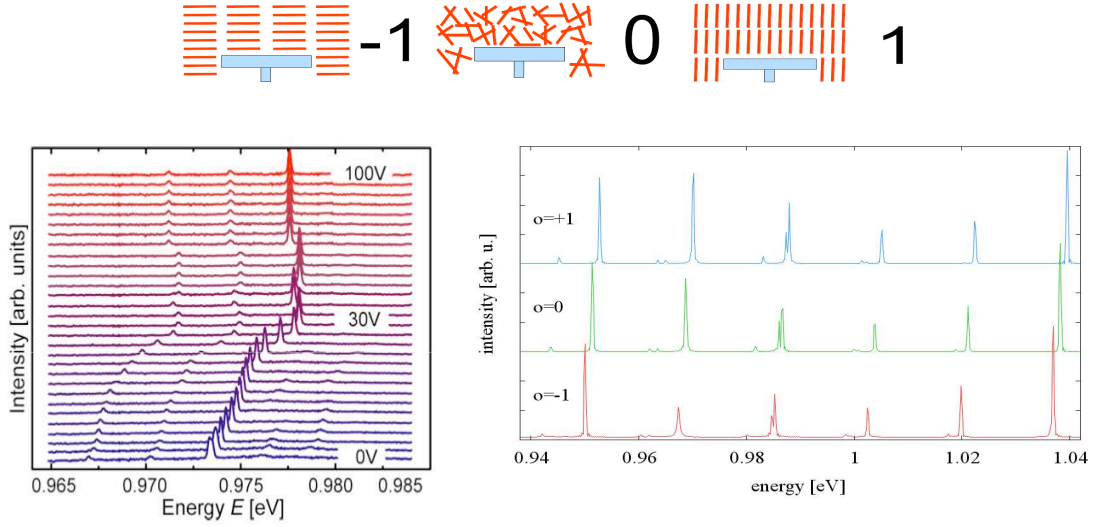 -1
0
1
100V
30V
0V
Intensity [arb. units]
0.965 0.970 0.975 0.980 0.985
Energy E [eV]
o=+1
o=0
o=-1
intensity [arb. u.]
0.94 0.96 0.98 1 1.02 1.04
energy [eV]